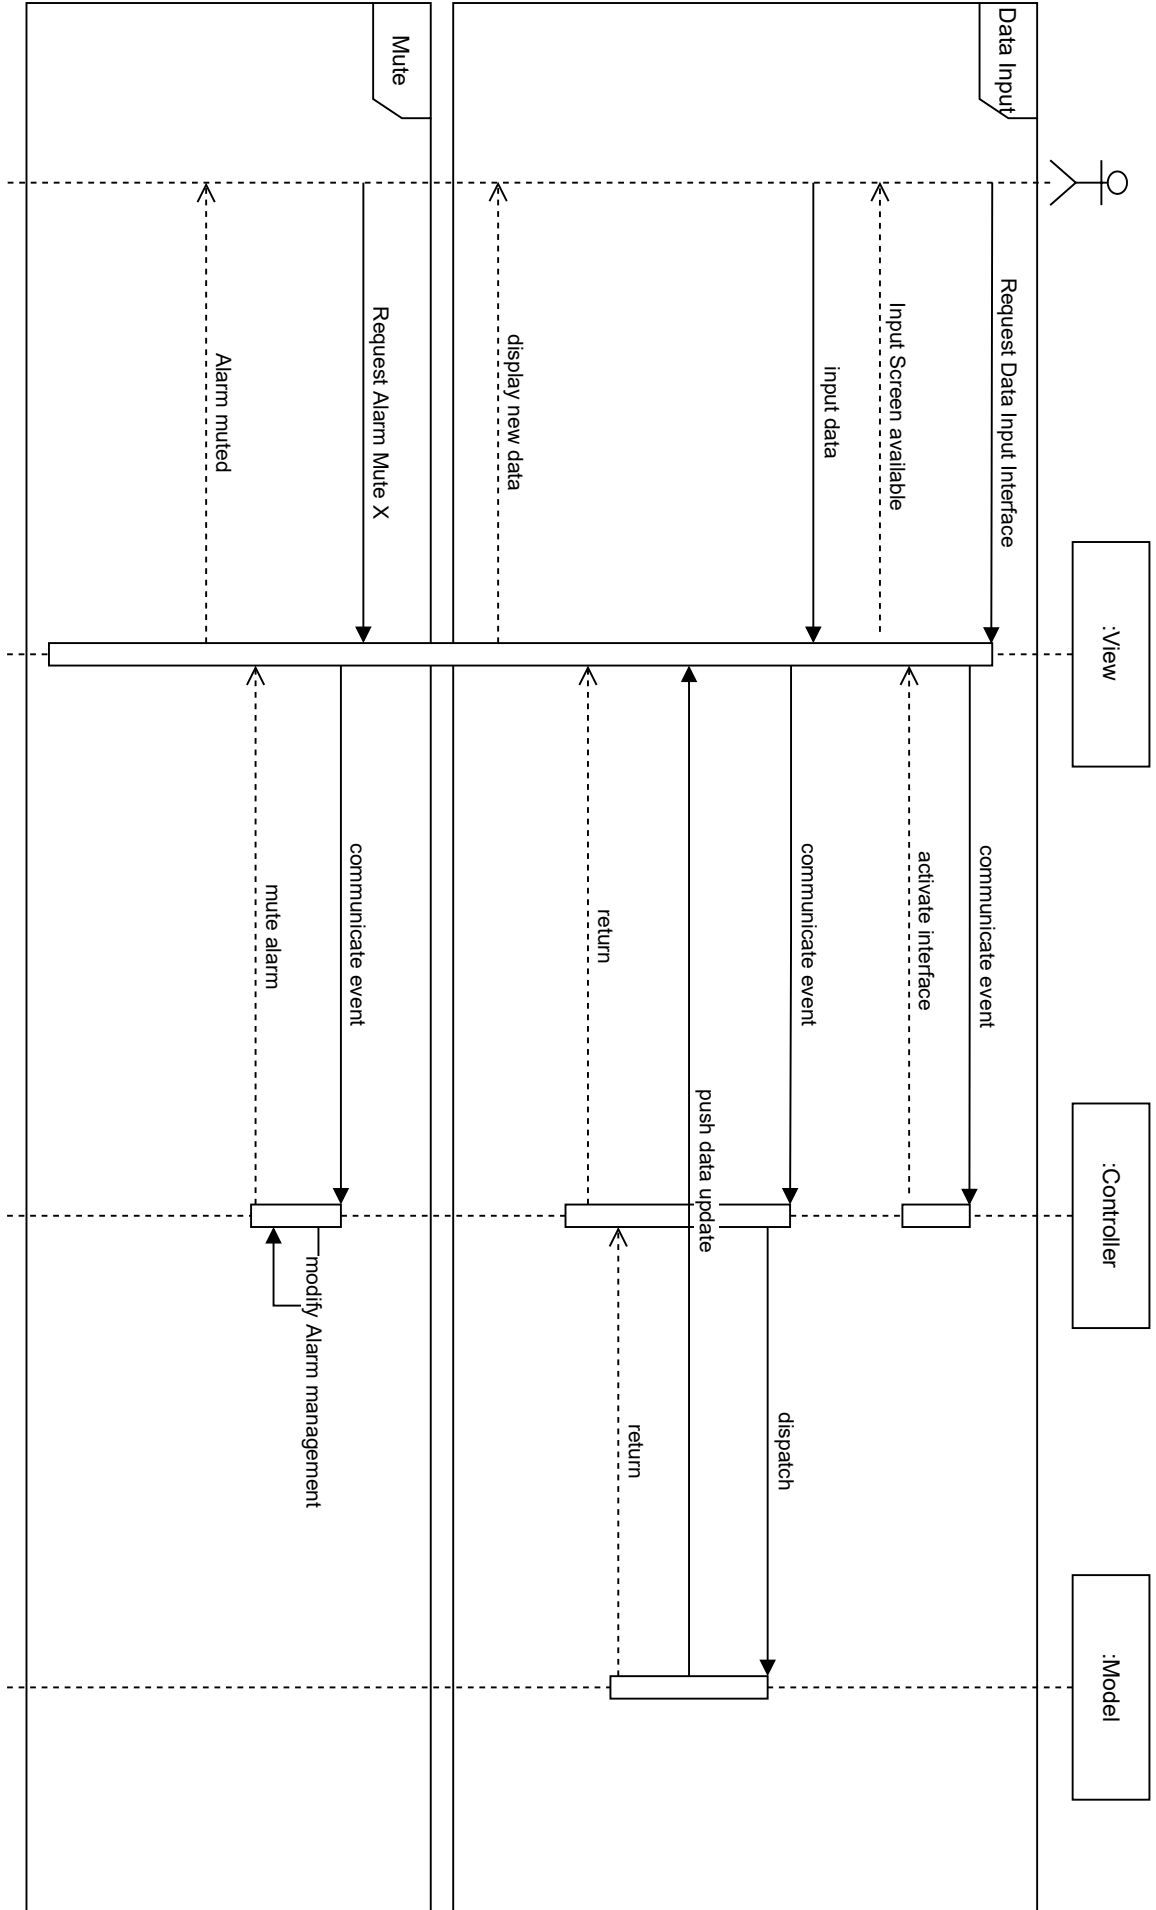 :View
:Controller
:Model
Data Input
Request Data Input Interface
communicate event
activate interface
Input Screen available
input data
communicate event
dispatch
push data update
return
return
display new data
Mute
Request Alarm Mute X
communicate event
modify Alarm management
mute alarm
Alarm muted